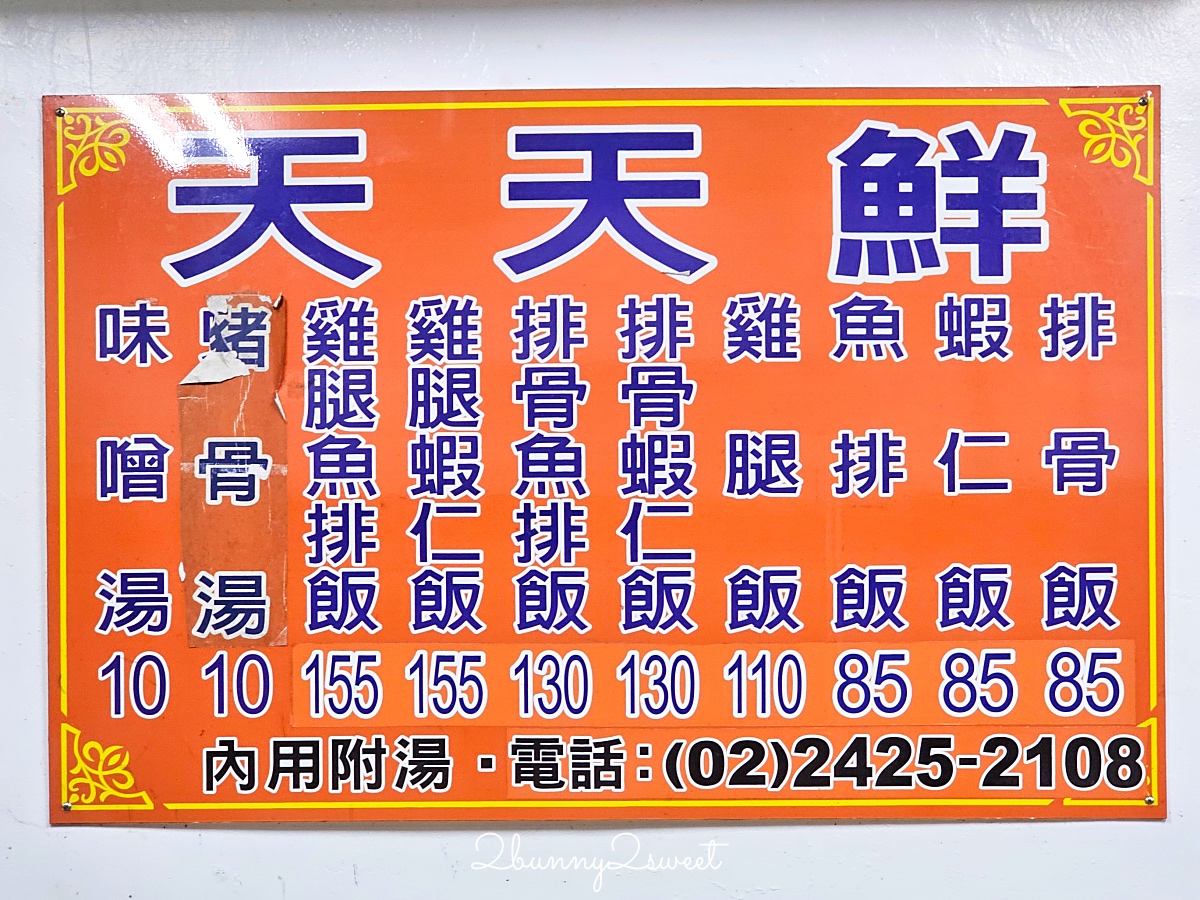 天天鮮
排骨飯 85
蝦仁飯 85
魚排飯 85
雞腿飯 110
排骨蝦仁飯 130
排骨魚排飯 130
雞腿蝦仁飯 155
雞腿魚排飯 155
豬骨湯 10
味噌湯 10
內用附湯·電話:(02)2425-2108
2bunny2sweet